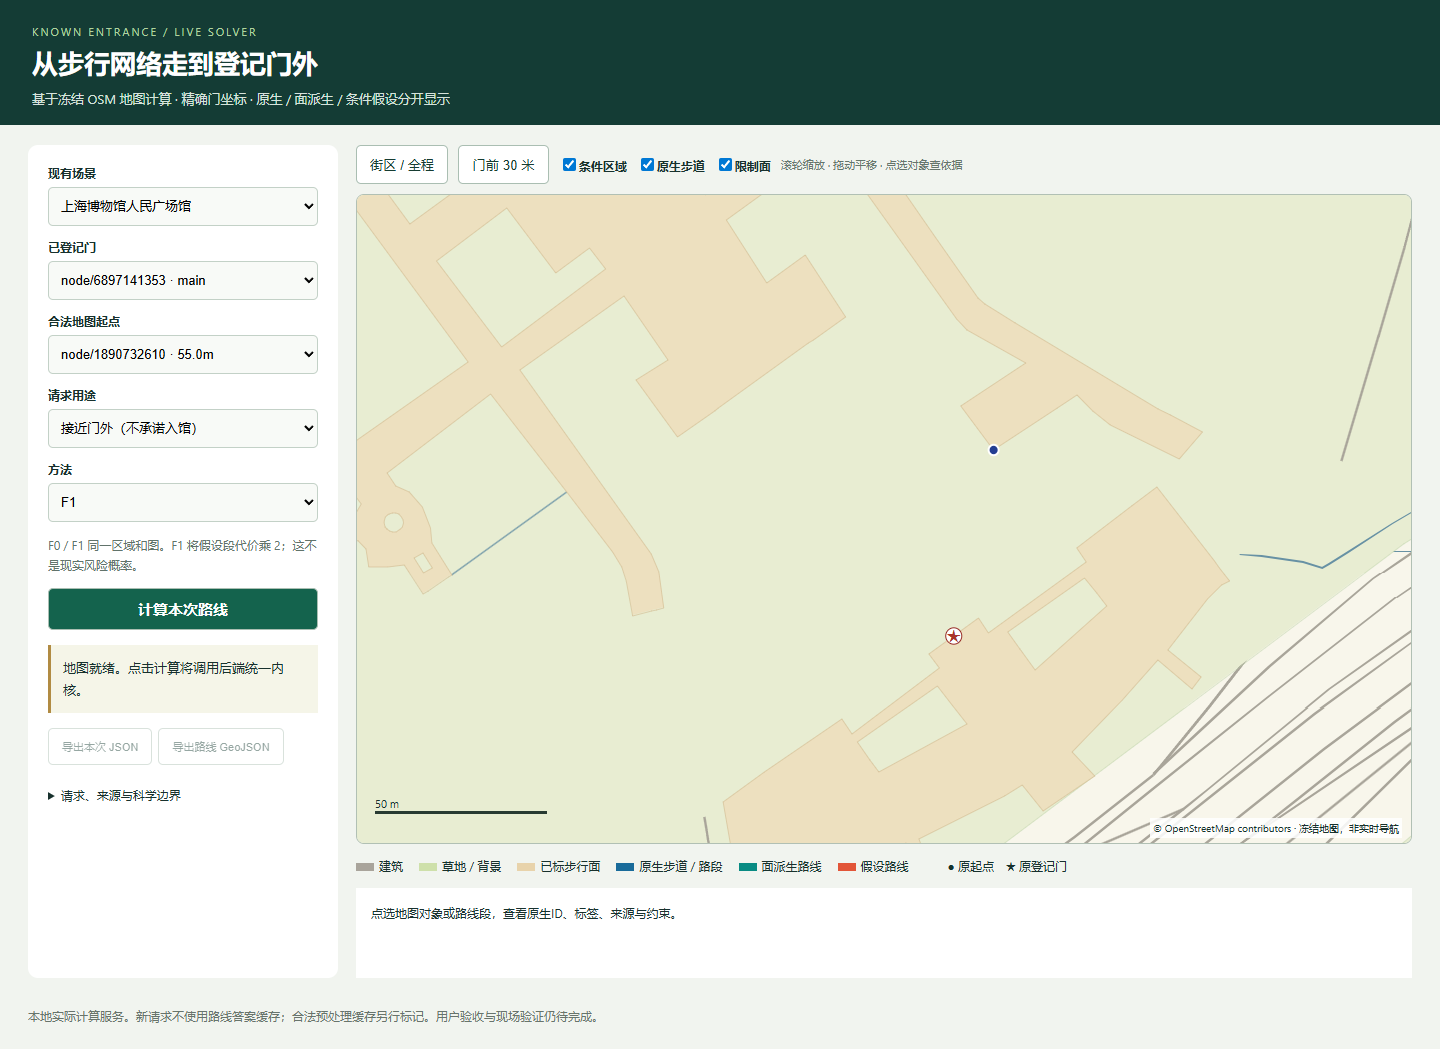 KNOWN ENTRANCE / LIVE SOLVER
从步行网络走到登记门外
基于冻结 OSM 地图计算 · 精确门坐标 · 原生 / 面派生 / 条件假设分开显示
现有场景
上海博物馆人民广场馆
已登记门
node/6897141353 · main
合法地图起点
node/1890732610 · 55.0m
请求用途
接近门外（不承诺入馆）
方法
F1
F0 / F1 同一区域和图。F1 将假设段代价乘 2；这不
是现实风险概率。
计算本次路线
地图就绪。点击计算将调用后端统一内
核。
导出本次 JSON
导出路线 GeoJSON
▶ 请求、来源与科学边界
街区 / 全程
门前 30 米
条件区域
原生步道
限制面
滚轮缩放 · 拖动平移 · 点选对象查依据
50 m
© OpenStreetMap contributors · 冻结地图，非实时导航
建筑
草地 / 背景
已标步行面
原生步道 / 路段
面派生路线
假设路线
● 原起点
★ 原登记门
点选地图对象或路线段，查看原生ID、标签、来源与约束。
本地实际计算服务。新请求不使用路线答案缓存；合法预处理缓存另行标记。用户验收与现场验证仍待完成。